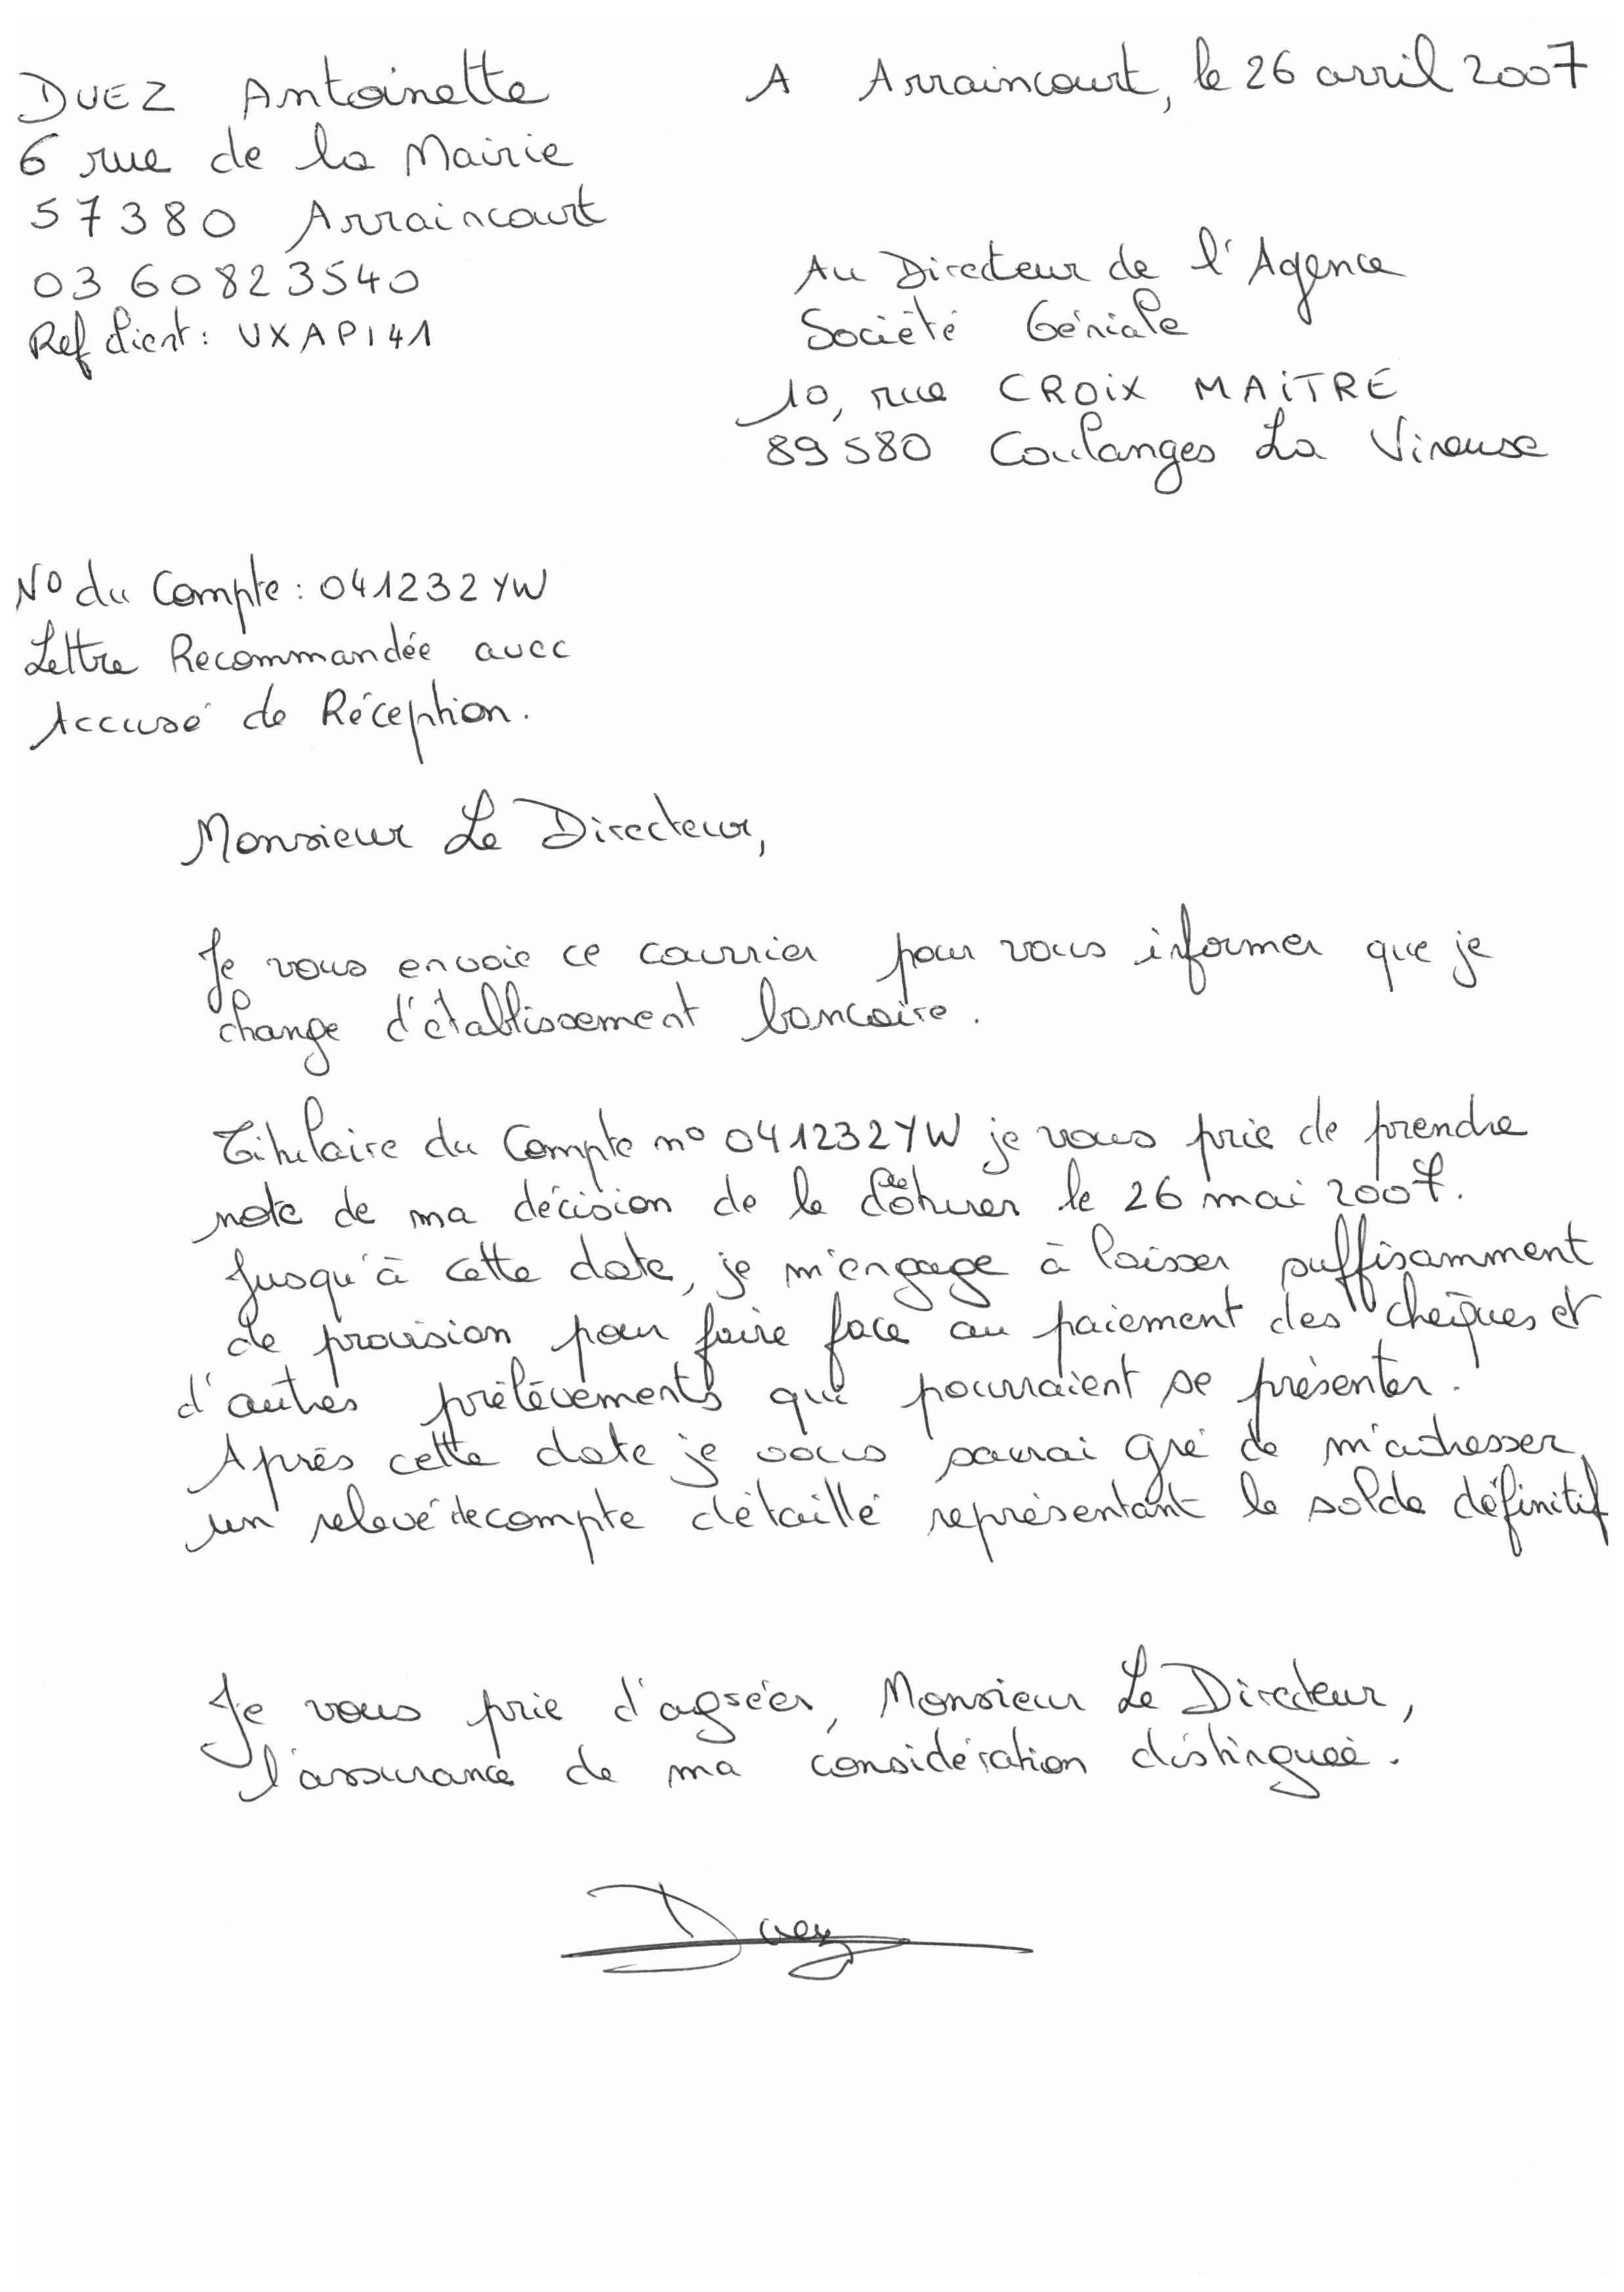 DUEZ Antoinette
6 rue de la Mairie
57380 Arraincourt
03 60823540
Ref client : UXAPI41
A Arraincourt, le 26 avril 2007
Au Directeur de l'Agence
Société Géniale
10, rue CROIX MAITRE
89580 Coulanges La Vineuse
No du Compte : 041232YW
Lettre Recommandée avec
Accusé de Réception.
Monsieur Le Directeur,
Je vous envoie ce courrier pour vous informer que je
change d'établissement bancaire.
Titulaire du Compte no 041232YW je vous prie de prendre
note de ma décision de le clôturer le 26 mai 2007.
Jusqu'à cette date, je m'engage à laisser suffisamment
de provision pour faire face au paiement des chèques et
d'autres prélèvements qui pourraient se présenter.
Après cette date je vous saurai gré de m'adresser
un relevé de compte détaillé représentant le solde définitif
Je vous prie d'agréer, Monsieur Le Directeur,
l'assurance de ma considération distinguée.
Duez